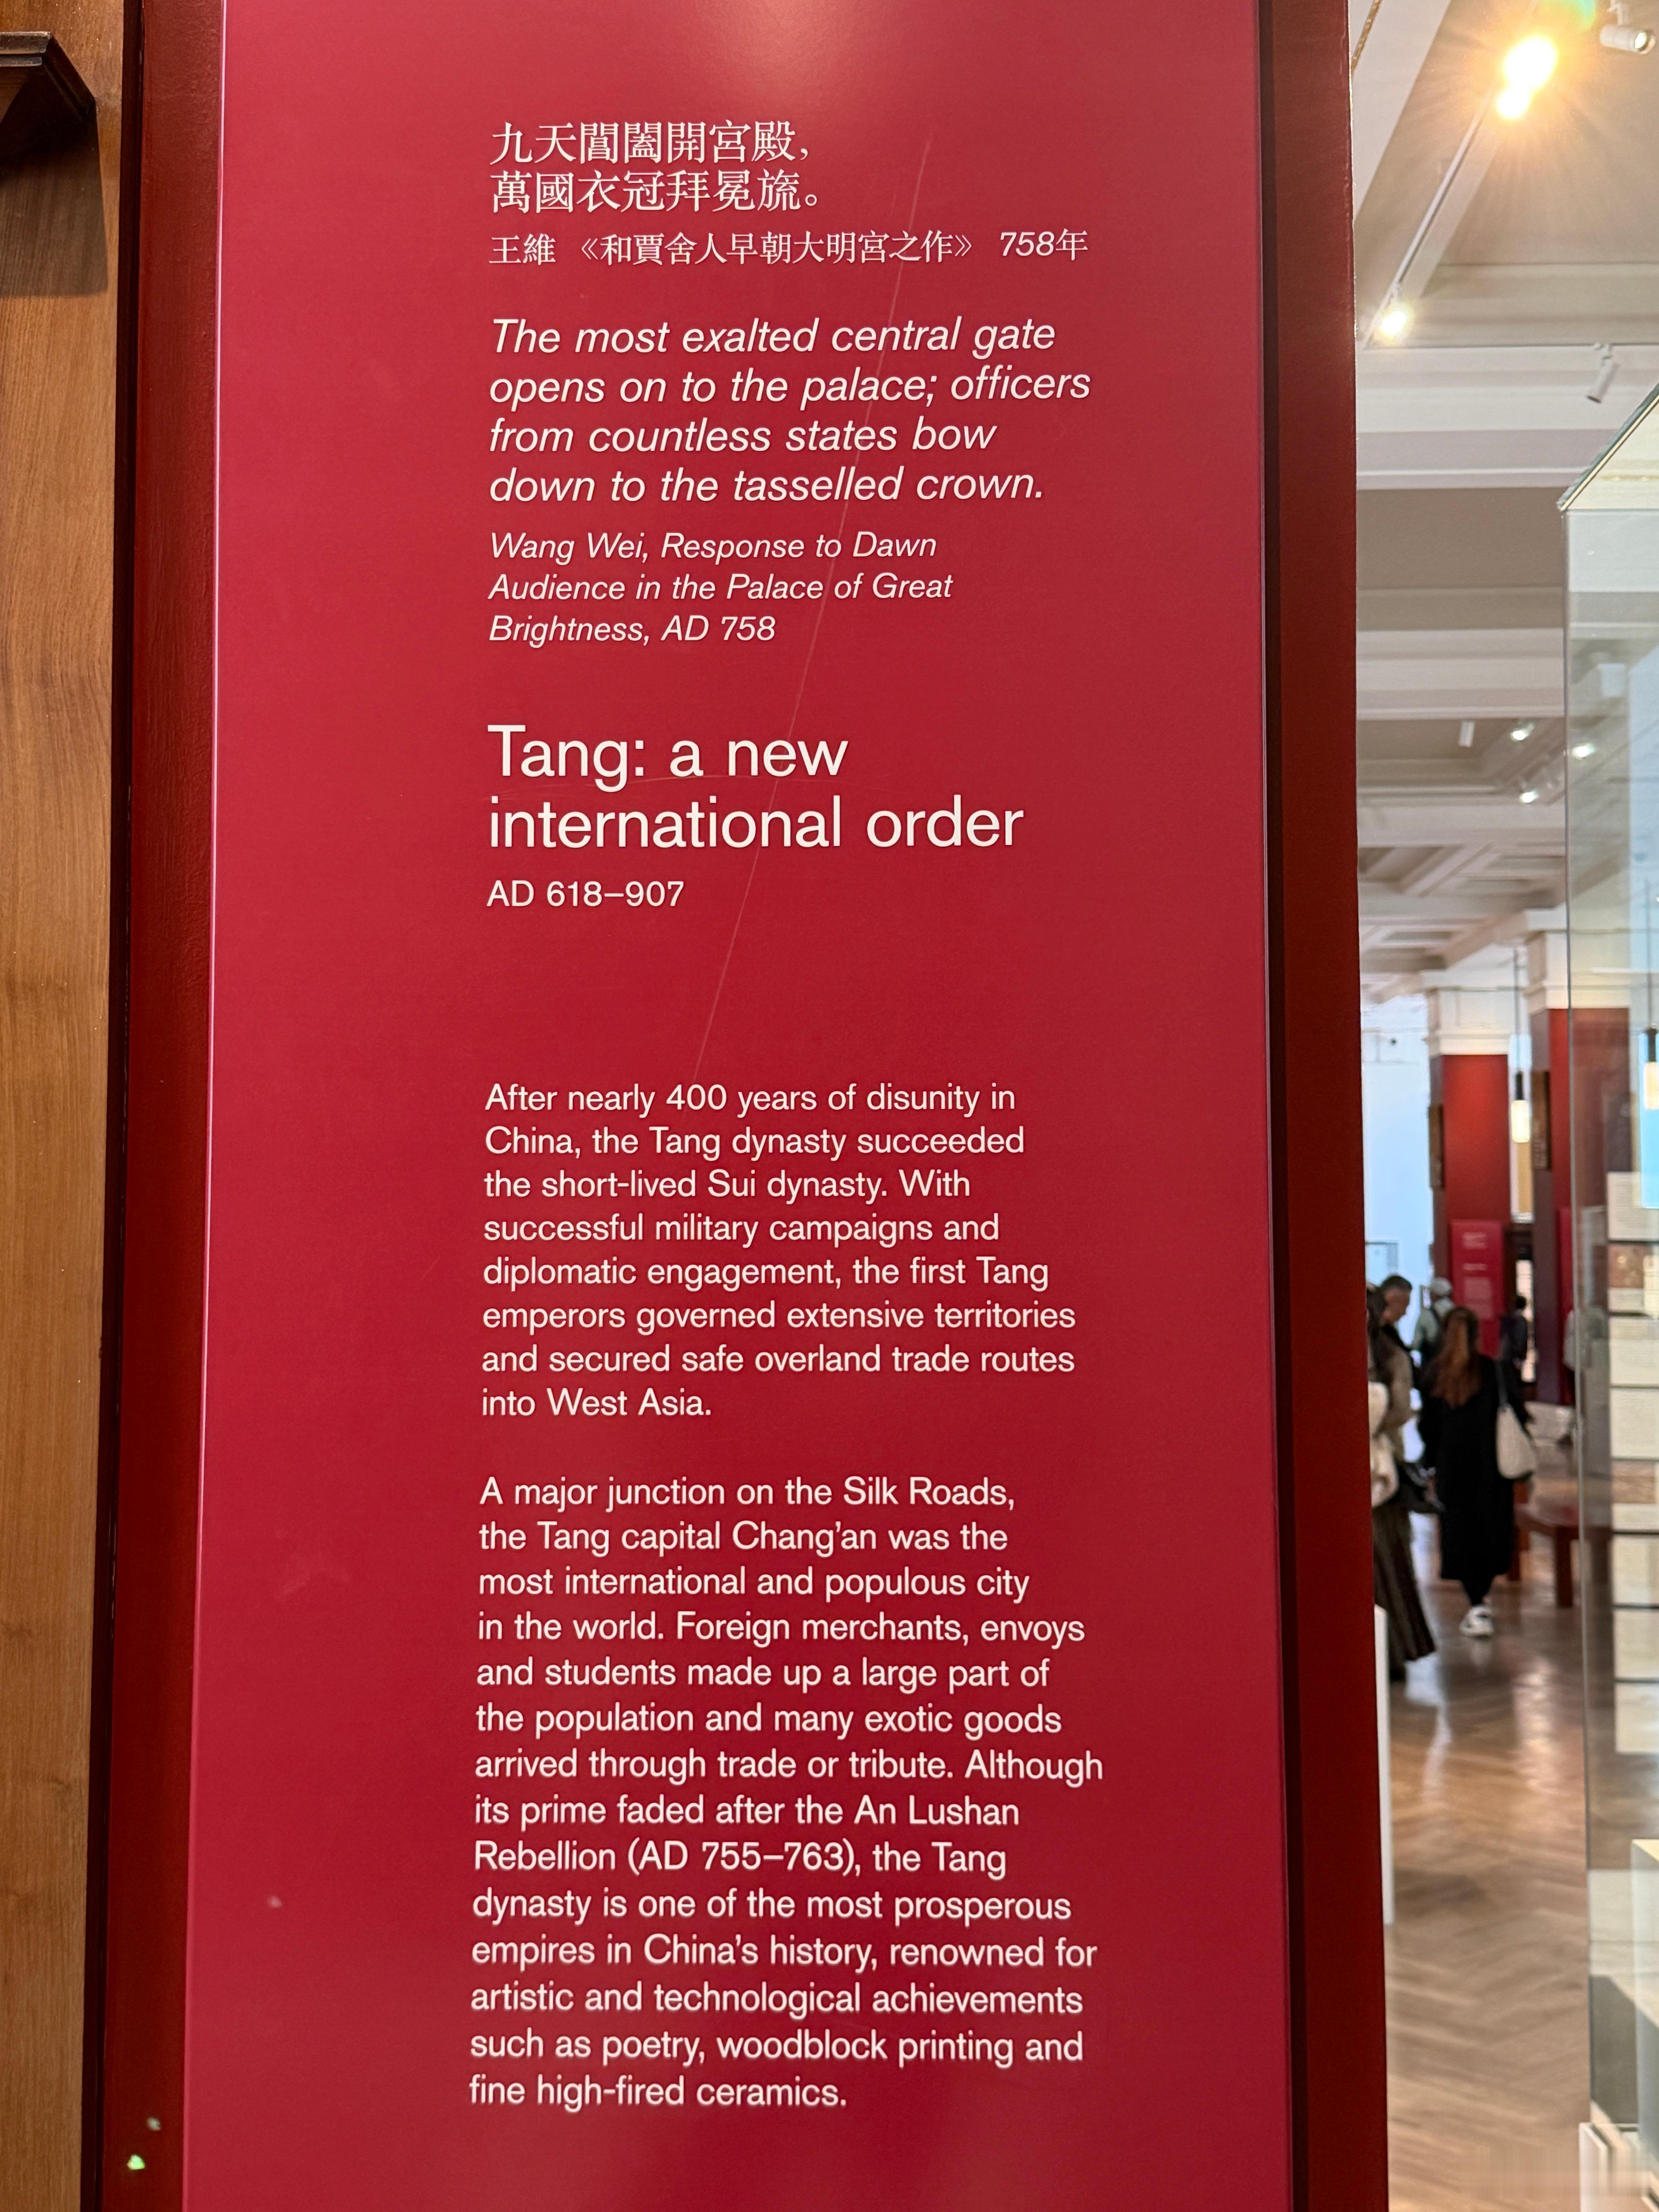 九天閶闔開宮殿，
萬國衣冠拜冕旒。
王維 《和賈舍人早朝大明宮之作》 758年
The most exalted central gate
opens on to the palace; officers
from countless states bow
down to the tasselled crown.
Wang Wei, Response to Dawn
Audience in the Palace of Great
Brightness, AD 758
Tang: a new
international order
AD 618–907
After nearly 400 years of disunity in
China, the Tang dynasty succeeded
the short-lived Sui dynasty. With
successful military campaigns and
diplomatic engagement, the first Tang
emperors governed extensive territories
and secured safe overland trade routes
into West Asia.
A major junction on the Silk Roads,
the Tang capital Chang’an was the
most international and populous city
in the world. Foreign merchants, envoys
and students made up a large part of
the population and many exotic goods
arrived through trade or tribute. Although
its prime faded after the An Lushan
Rebellion (AD 755–763), the Tang
dynasty is one of the most prosperous
empires in China’s history, renowned for
artistic and technological achievements
such as poetry, woodblock printing and
fine high-fired ceramics.